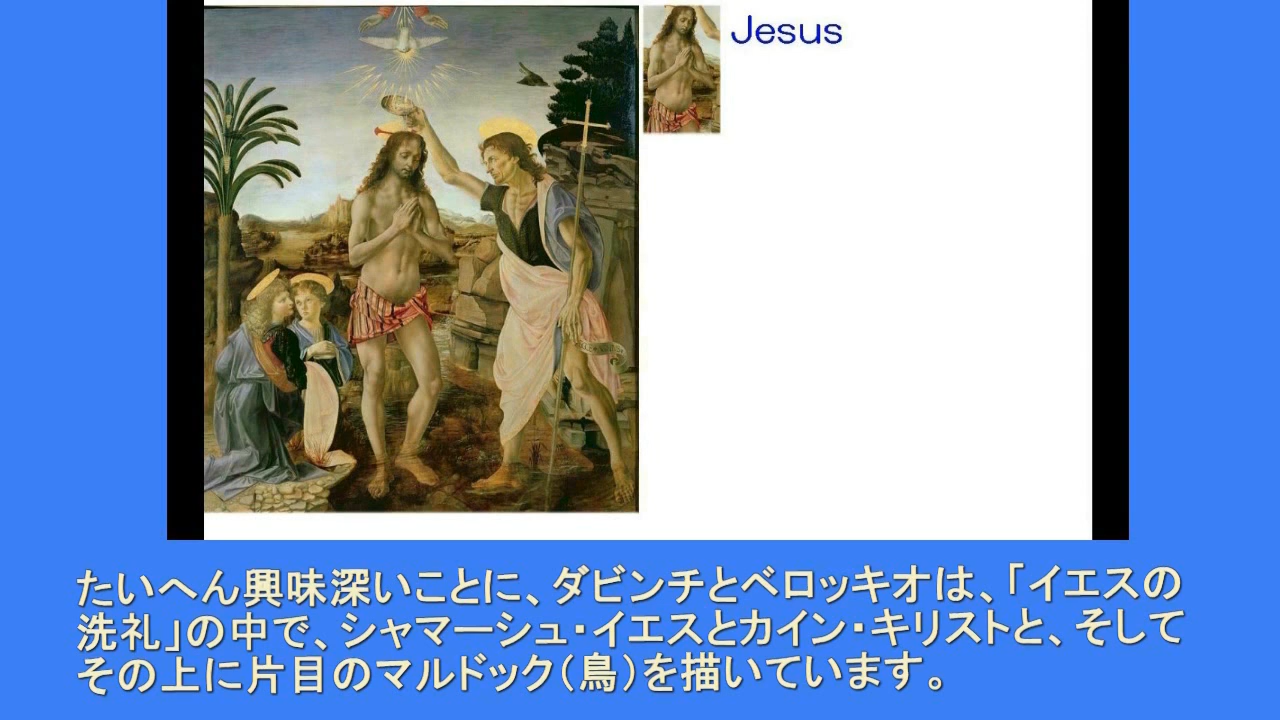 Jesus
たいへん興味深いことに、ダビンチとベロッキオは、「イエスの
洗礼」の中で、シャマーシュ・イエスとカイン・キリストと、そして
その上に片目のマルドック（鳥）を描いています。